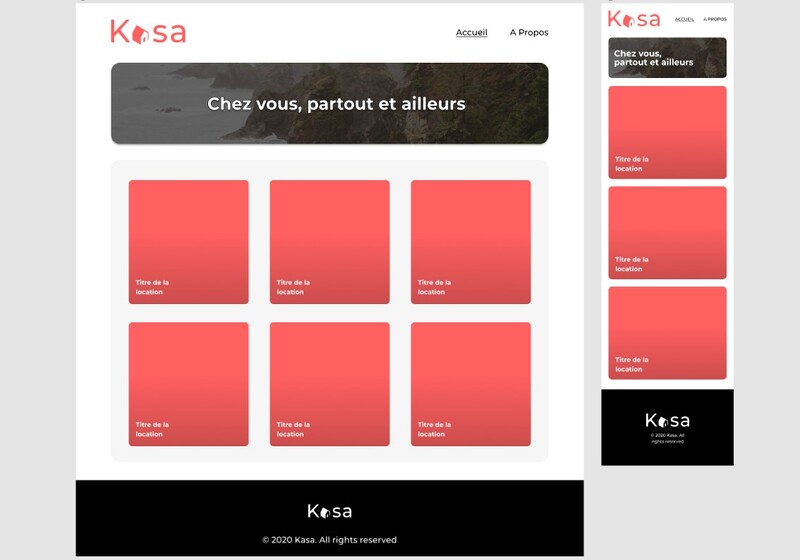 Kasa
Accueil A Propos
Chez vous, partout et ailleurs
Titre de la
location
Titre de la
location
Titre de la
location
Titre de la
location
Titre de la
location
Titre de la
location
Kasa
© 2020 Kasa. All rights reserved
Kasa
ACCUEIL A PROPOS
Chez vous,
partout et ailleurs
Titre de la
location
Titre de la
location
Titre de la
location
Kasa
© 2020 Kasa. All
rights reserved